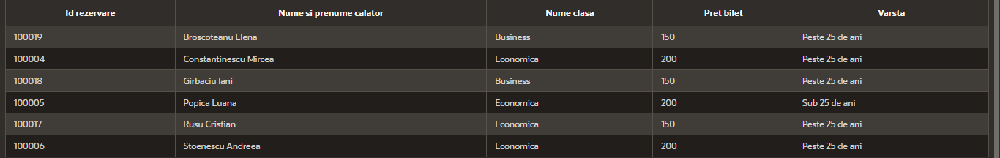 Id rezervare Nume si prenume calator Nume clasa Pret bilet Varsta
100019 Broscoteanu Elena Business 150 Peste 25 de ani
100004 Constantinescu Mircea Economica 200 Peste 25 de ani
100018 Girbaciu Iani Business 150 Peste 25 de ani
100005 Popica Luana Economica 200 Sub 25 de ani
100017 Rusu Cristian Economica 150 Peste 25 de ani
100006 Stoenescu Andreea Economica 200 Peste 25 de ani